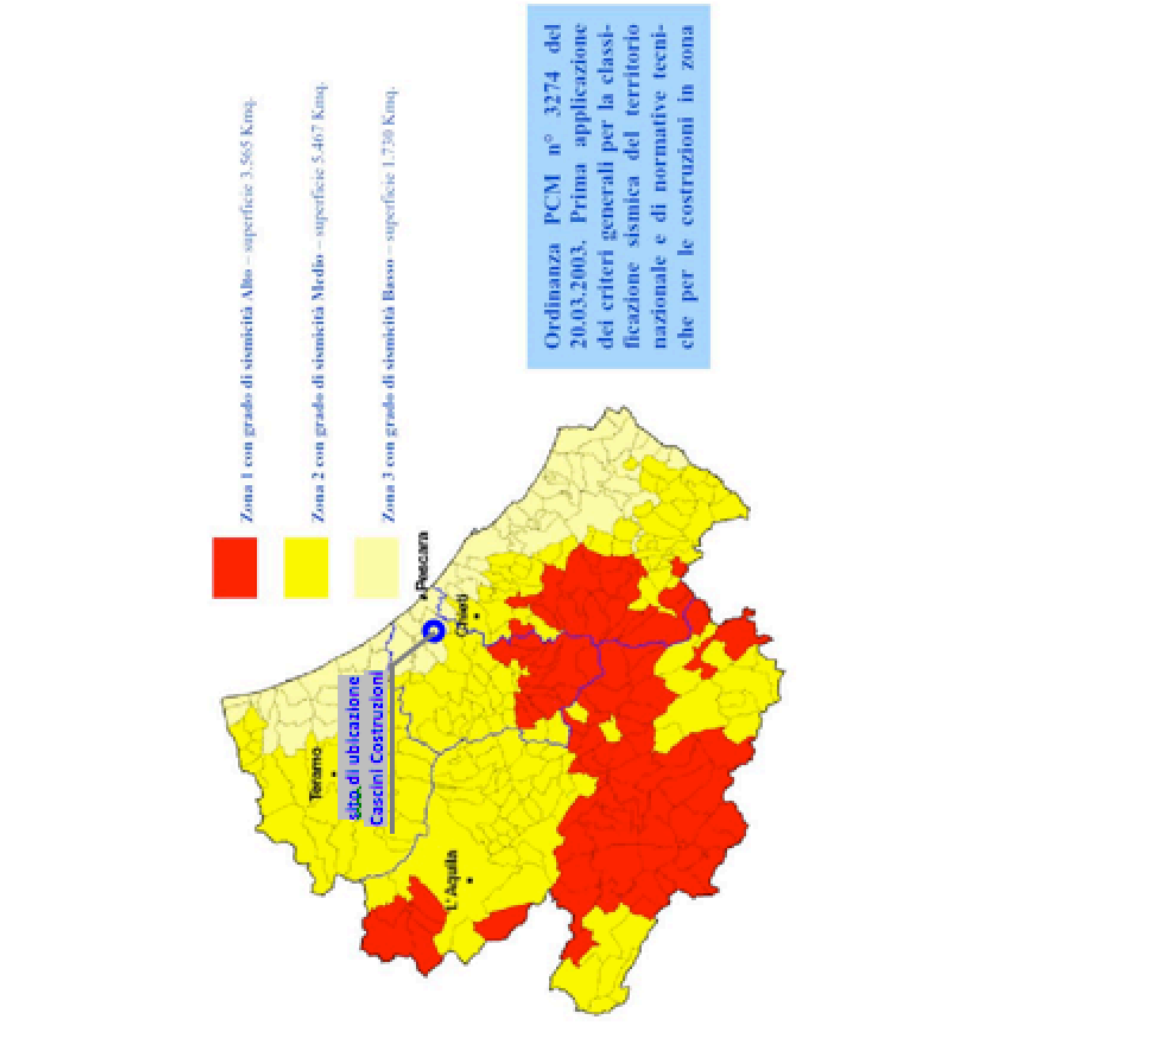 Zona 1 con grado di sismicità Alto – superficie 3.565 Kmq.
Zona 2 con grado di sismicità Medio – superficie 5.467 Kmq.
Zona 3 con grado di sismicità Basso – superficie 1.730 Kmq.
Ordinanza PCM n° 3274 del
20.03.2003. Prima applicazione
dei criteri generali per la classi-
ficazione sismica del territorio
nazionale e di normative tecni-
che per le costruzioni in zona
Teramo
sito di ubicazione
Cascini Costruzioni
Pescara
L'Aquila
Chieti